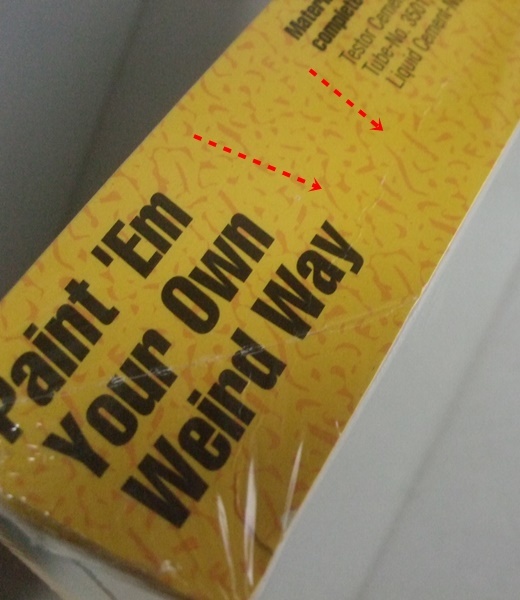 Paint 'Em
Your Own
Weird Way
Testor Cement
Tube-No 3501
Liquid Cement